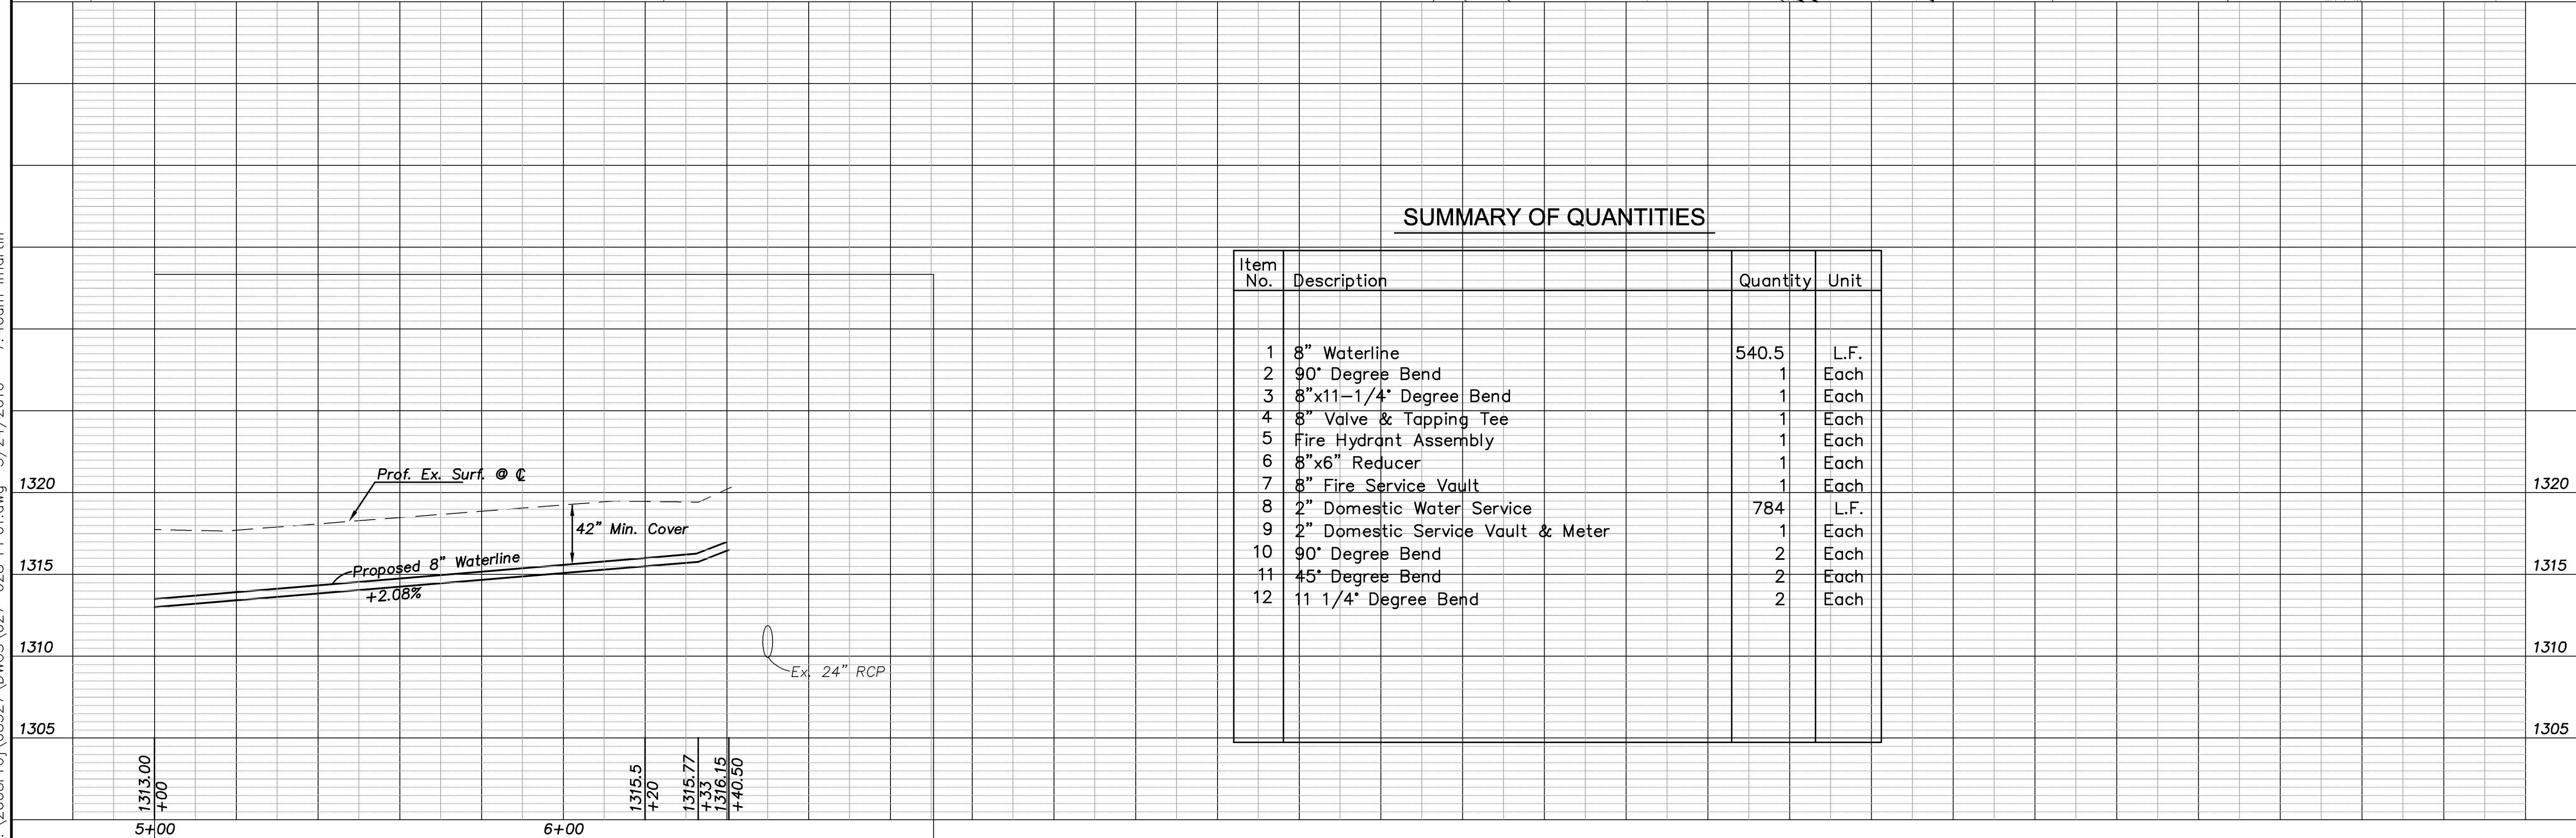 SUMMARY OF QUANTITIES
Item
No. Description Quantity Unit
1 8" Waterline 540.5 L.F.
2 90° Degree Bend 1 Each
3 8"x11-1/4° Degree Bend 1 Each
4 8" Valve & Tapping Tee 1 Each
5 Fire Hydrant Assembly 1 Each
6 8"x6" Reducer 1 Each
7 8" Fire Service Vault 1 Each
8 2" Domestic Water Service 784 L.F.
9 2" Domestic Service Vault & Meter 1 Each
10 90° Degree Bend 2 Each
11 45° Degree Bend 2 Each
12 11 1/4° Degree Bend 2 Each
Prof. Ex. Surf. @ ℄
1320 1320
42" Min. Cover
Proposed 8" Waterline
1315 1315
+2.08%
1310 1310
Ex. 24" RCP
1305 1305
1313.00
+00
1315.5
+20
1315.77
+33
1316.15
+40.50
5+00 6+00